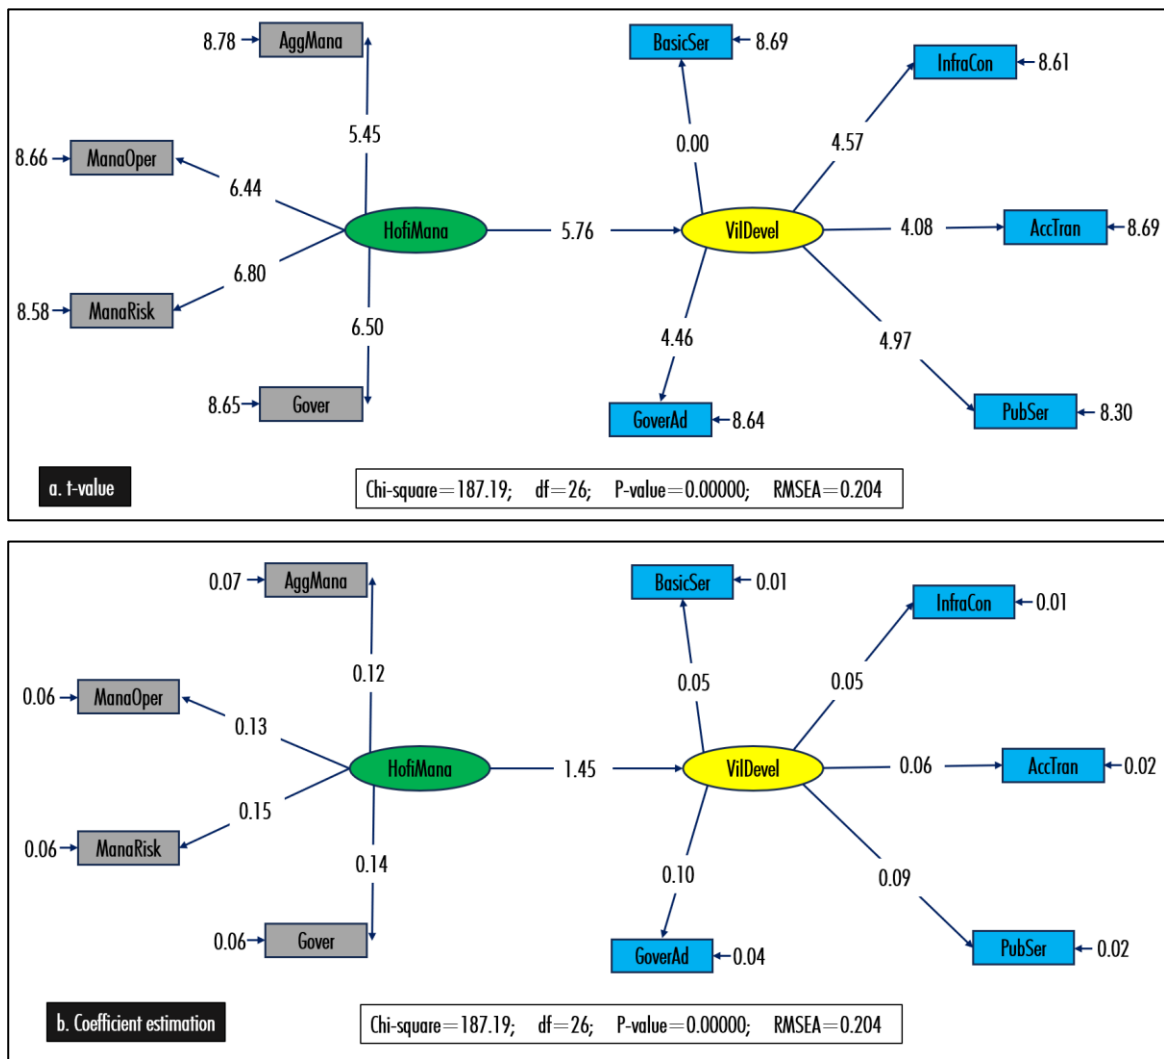 8.78 AggMana BasicSer 8.69
InfraCon 8.61
5.45 0.00 4.57
8.66 ManaOper
6.44
HofiMana 5.76 VilDevel 4.08 AccTran 8.69
6.80
8.58 ManaRisk
6.50 4.46 4.97
8.65 Gover GoverAd 8.64 PubSer 8.30
a. t-value
Chi-square=187.19; df=26; P-value=0.00000; RMSEA=0.204
0.07 AggMana BasicSer 0.01
InfraCon 0.01
0.12 0.05 0.05
0.06 ManaOper
0.13
HofiMana 1.45 VilDevel 0.06 AccTran 0.02
0.15
0.06 ManaRisk
0.14 0.10 0.09
0.06 Gover GoverAd 0.04 PubSer 0.02
b. Coefficient estimation
Chi-square=187.19; df=26; P-value=0.00000; RMSEA=0.204